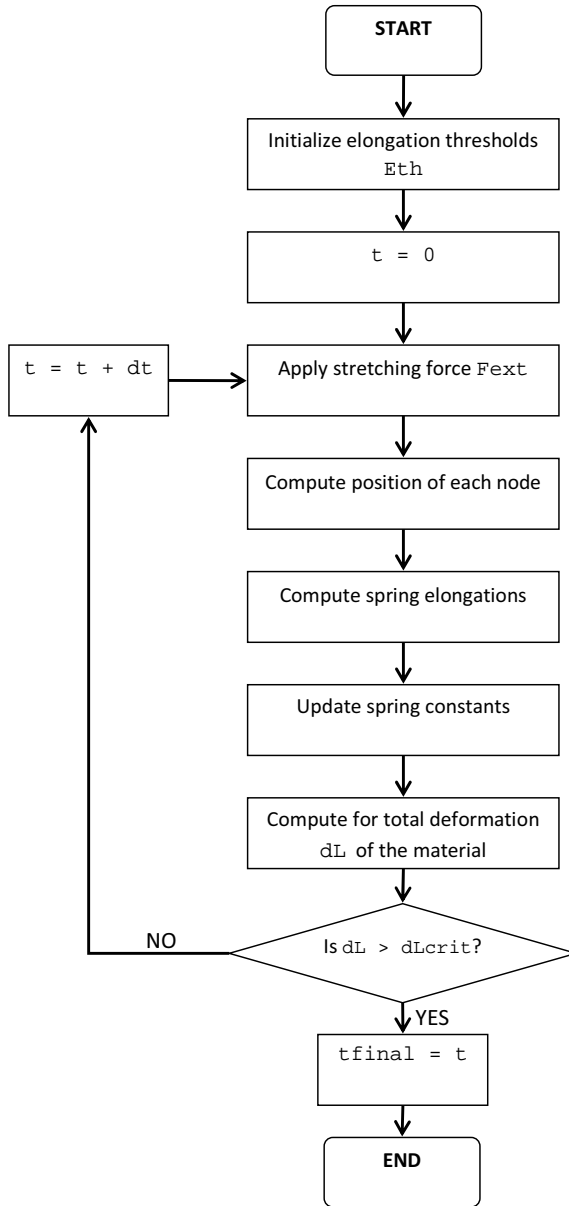 START
Initialize elongation thresholds
Eth
t = 0
t = t + dt
Apply stretching force Fext
Compute position of each node
Compute spring elongations
Update spring constants
Compute for total deformation
dL of the material
NO
Is dL > dLcrit?
YES
tfinal = t
END